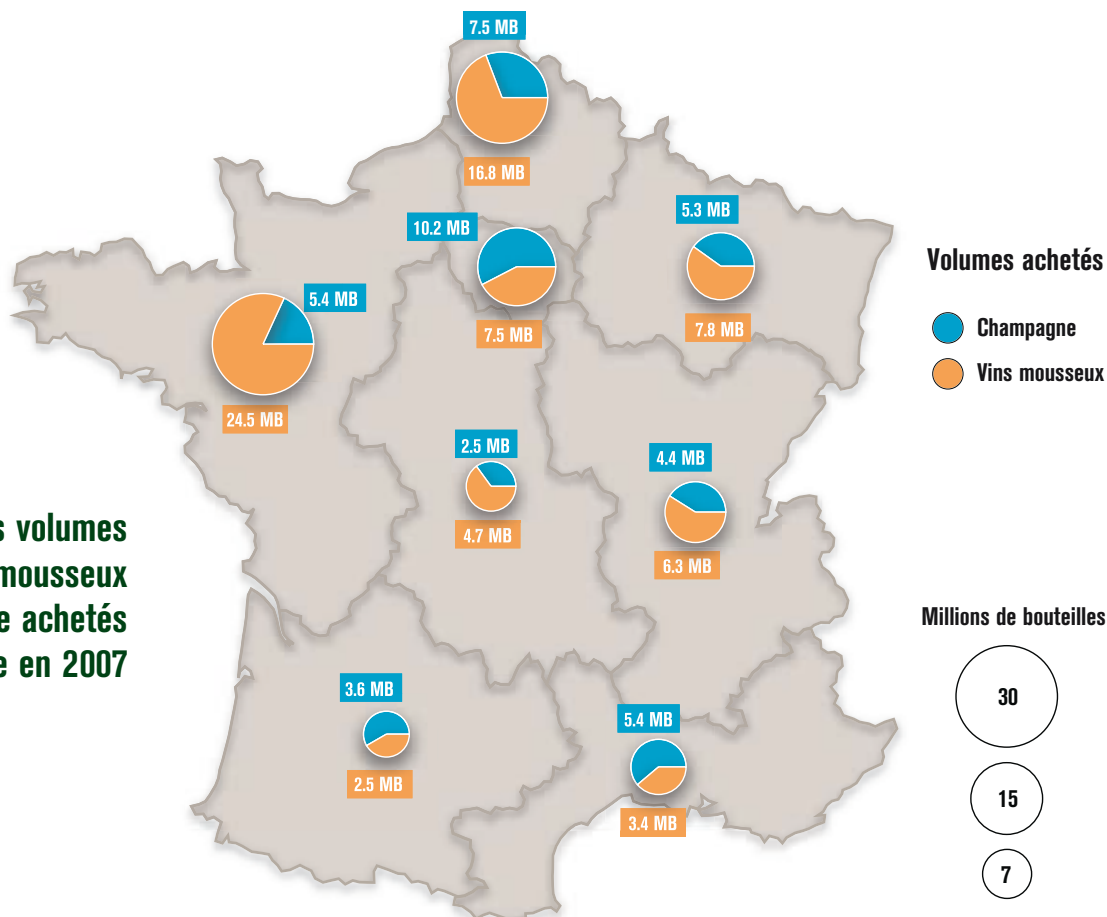 7.5 MB
16.8 MB
5.3 MB
10.2 MB
7.5 MB
7.8 MB
5.4 MB
24.5 MB
2.5 MB
4.7 MB
4.4 MB
6.3 MB
3.6 MB
2.5 MB
5.4 MB
3.4 MB
Volumes achetés
Champagne
Vins mousseux
s volumes
mousseux
e achetés
e en 2007
Millions de bouteilles
30
15
7